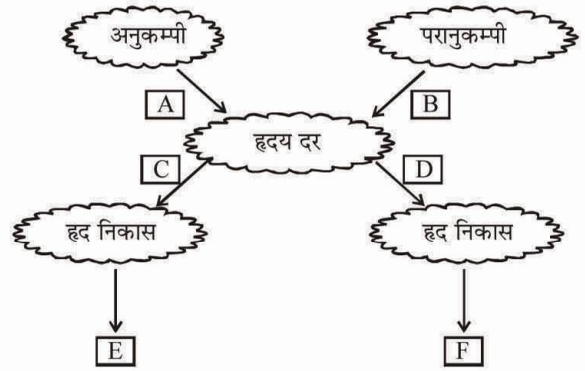 अनुकम्पी परानुकम्पी
A B
हृदय दर
C D
हृद निकास हृद निकास
E F